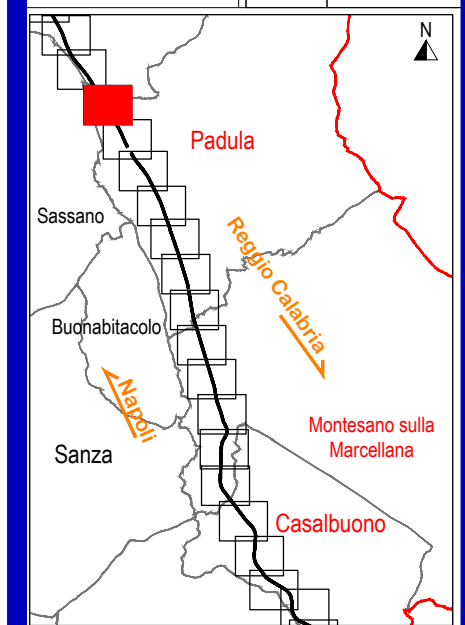 N
Padula
Sassano
Reggio Calabria
Buonabitacolo
Napoli
Montesano sulla
Marcellana
Sanza
Casalbuono